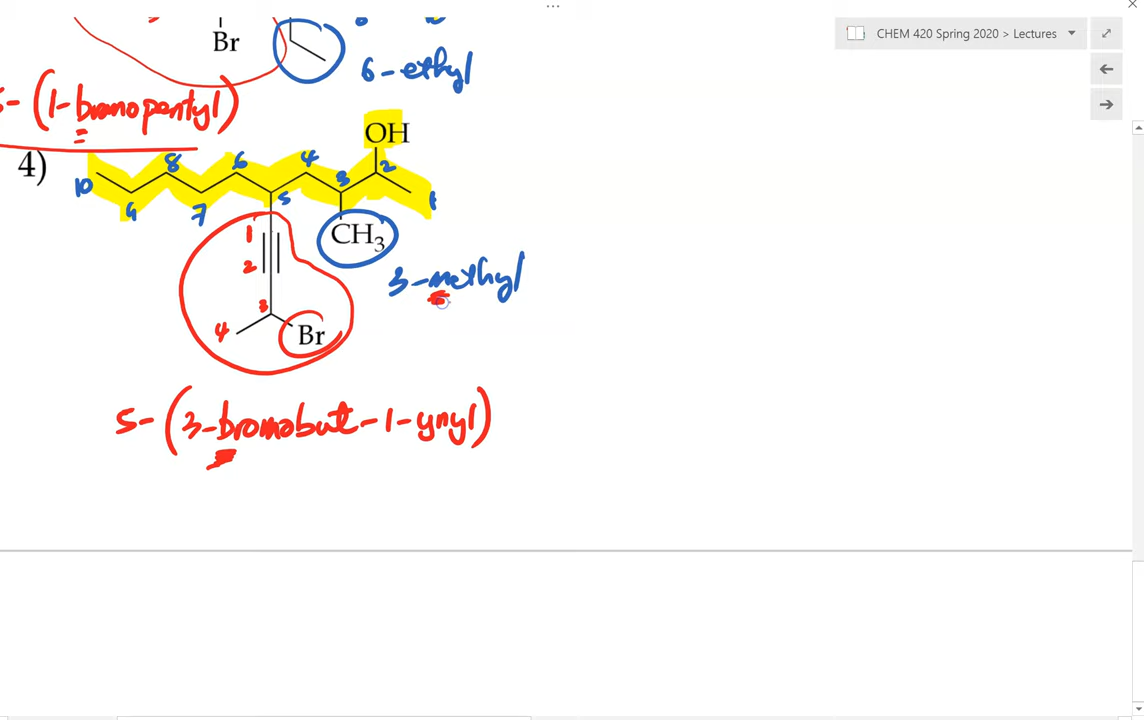 CHEM 420 Spring 2020 > Lectures
Br
6-ethyl
(1-bromopentyl)
4)
OH
10 9 8 7 6 5 4 3 2 1
CH3
1
2
3
4
Br
3-methyl
5-(3-bromobut-1-ynyl)